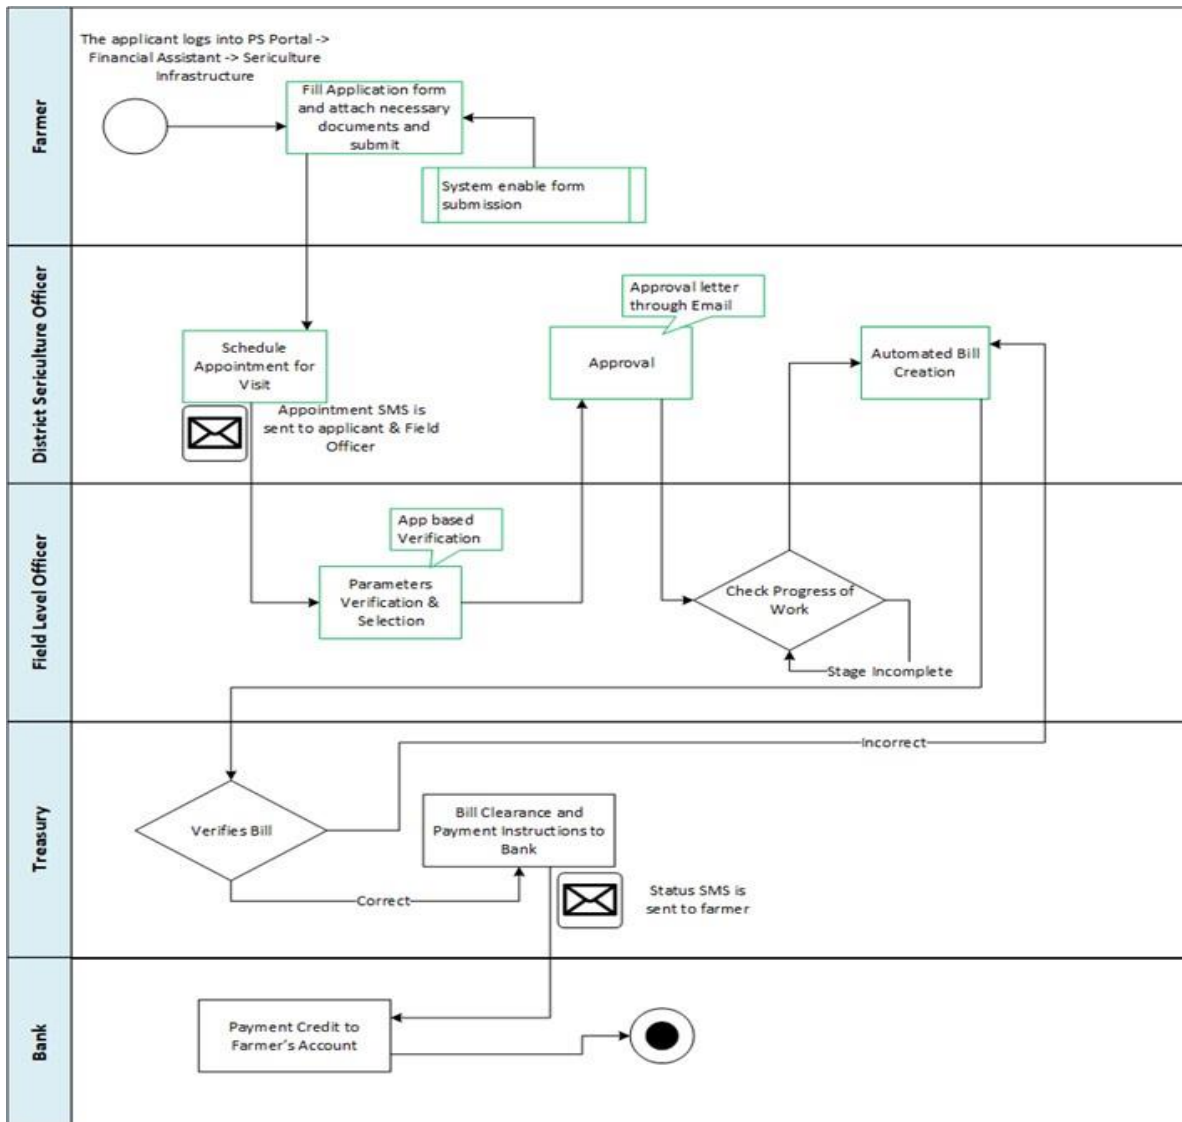 Farmer
The applicant logs into PS Portal ->
Financial Assistant -> Sericulture
Infrastructure
Fill Application form
and attach necessary
documents and
submit
System enable form
submission
District Sericulture Officer
Approval letter
through Email
Schedule
Appointment for
Visit
Approval
Automated Bill
Creation
Appointment SMS is
sent to applicant & Field
Officer
Field Level Officer
App based
Verification
Parameters
Verification &
Selection
Check Progress of
Work
Stage Incomplete
Treasury
Incorrect
Verifies Bill
Bill Clearance and
Payment Instructions to
Bank
Correct
Status SMS is
sent to farmer
Bank
Payment Credit to
Farmer's Account